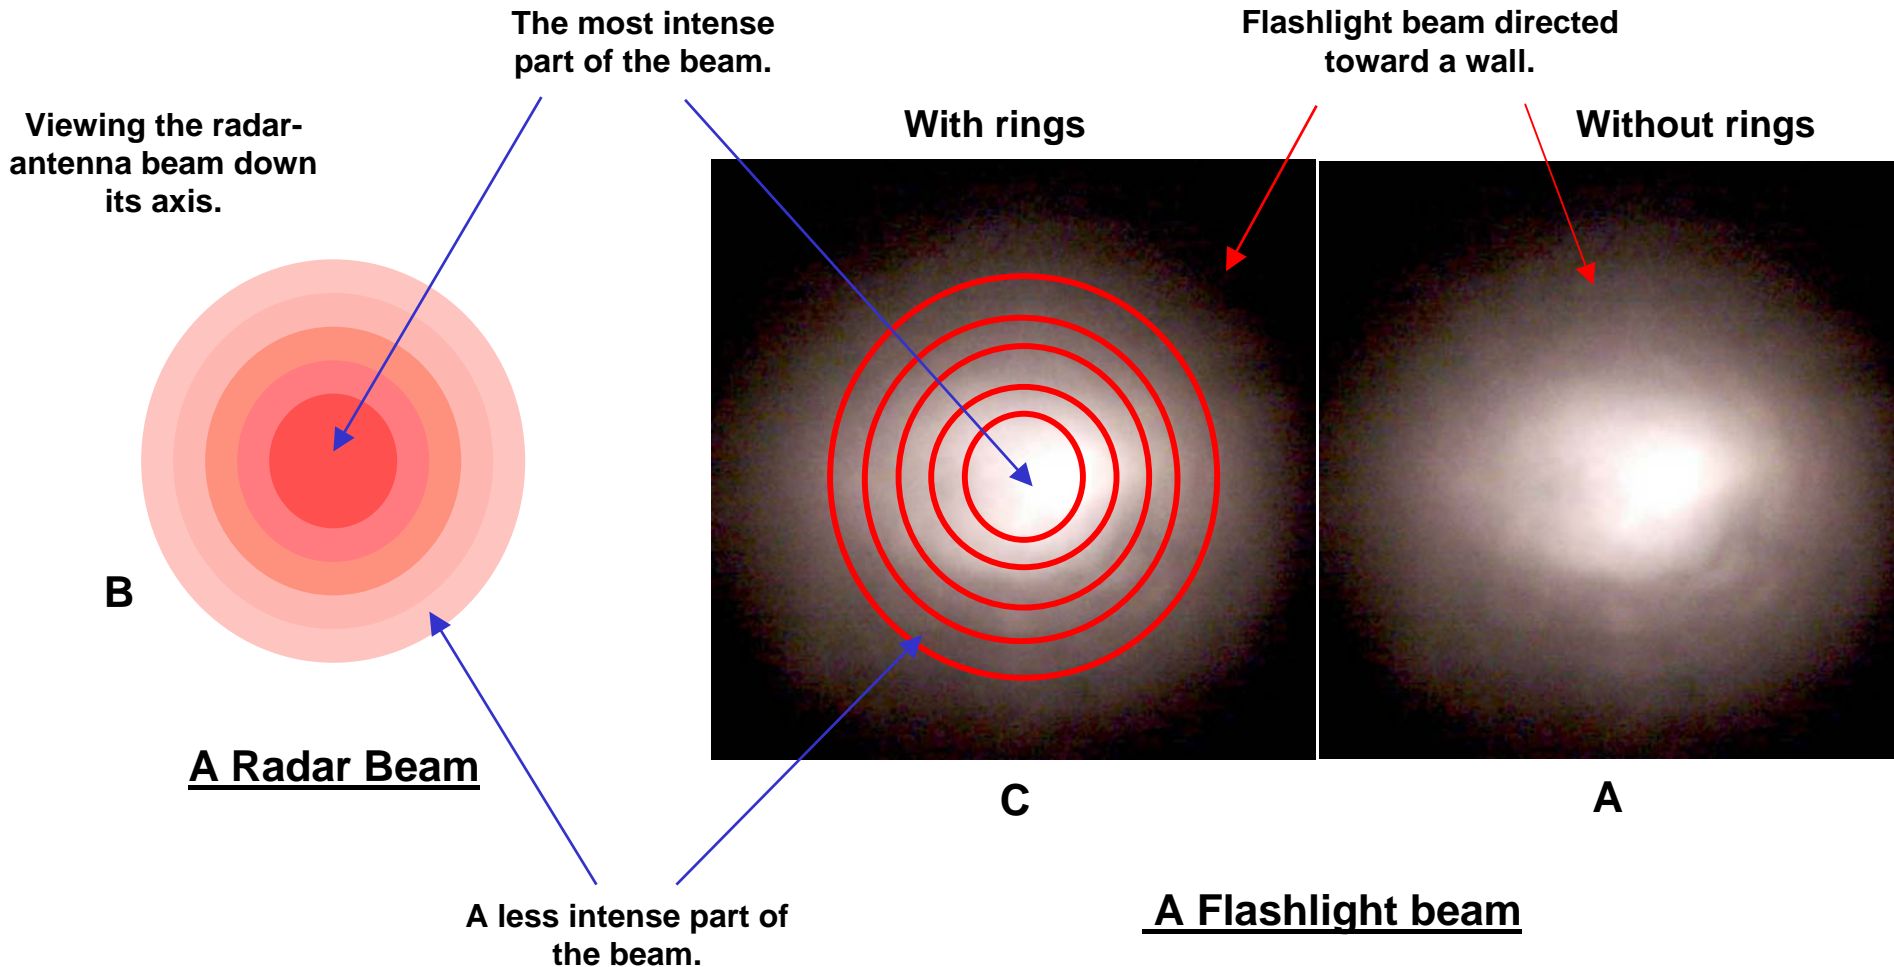 The most intense
part of the beam.
Flashlight beam directed
toward a wall.
Viewing the radar-
antenna beam down
its axis.
With rings
Without rings
B
A Radar Beam
C
A
A less intense part of
the beam.
A Flashlight beam